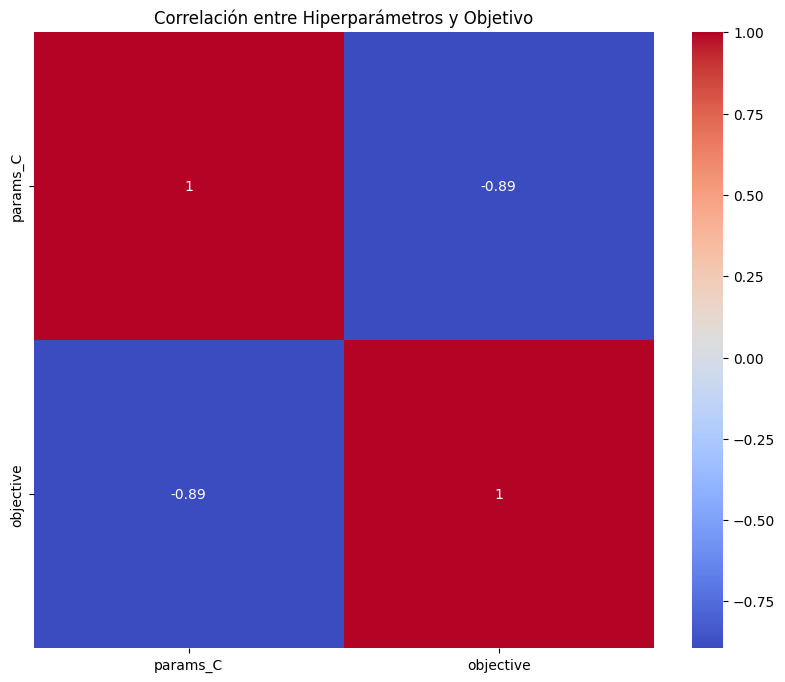 Correlación entre Hiperparámetros y Objetivo
params_C
1
-0.89
objective
-0.89
1
params_C
objective
1.00
0.75
0.50
0.25
0.00
−0.25
−0.50
−0.75